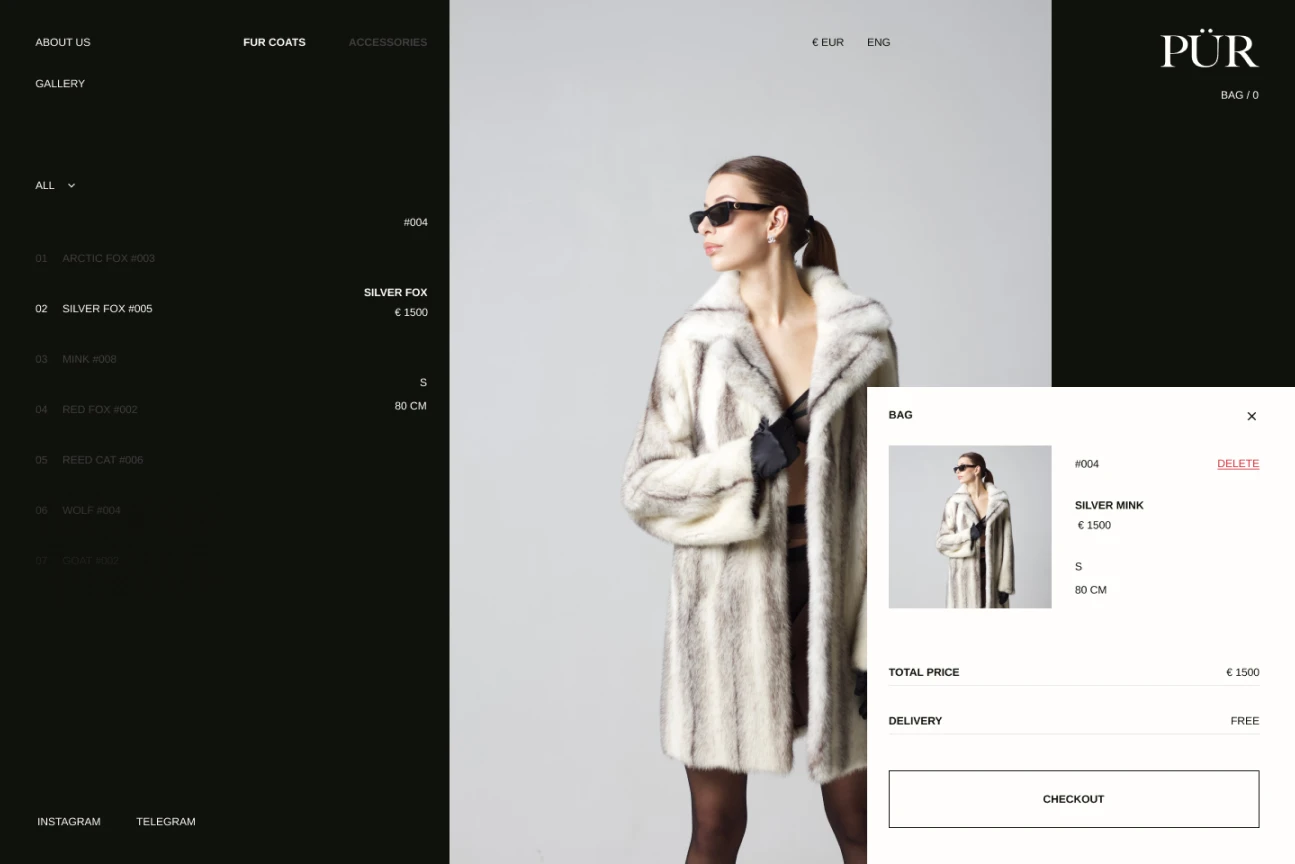 ABOUT US
FUR COATS
ACCESSORIES
€ EUR
ENG
PÜR
GALLERY
BAG / 0
ALL
#004
01 ARCTIC FOX #003
SILVER FOX
02 SILVER FOX #005
€ 1500
03 MINK #008
S
80 CM
04 RED FOX #002
05 REED CAT #006
06 WOLF #004
07 GOAT #002
INSTAGRAM
TELEGRAM
BAG
#004
DELETE
SILVER MINK
€ 1500
S
80 CM
TOTAL PRICE
€ 1500
DELIVERY
FREE
CHECKOUT